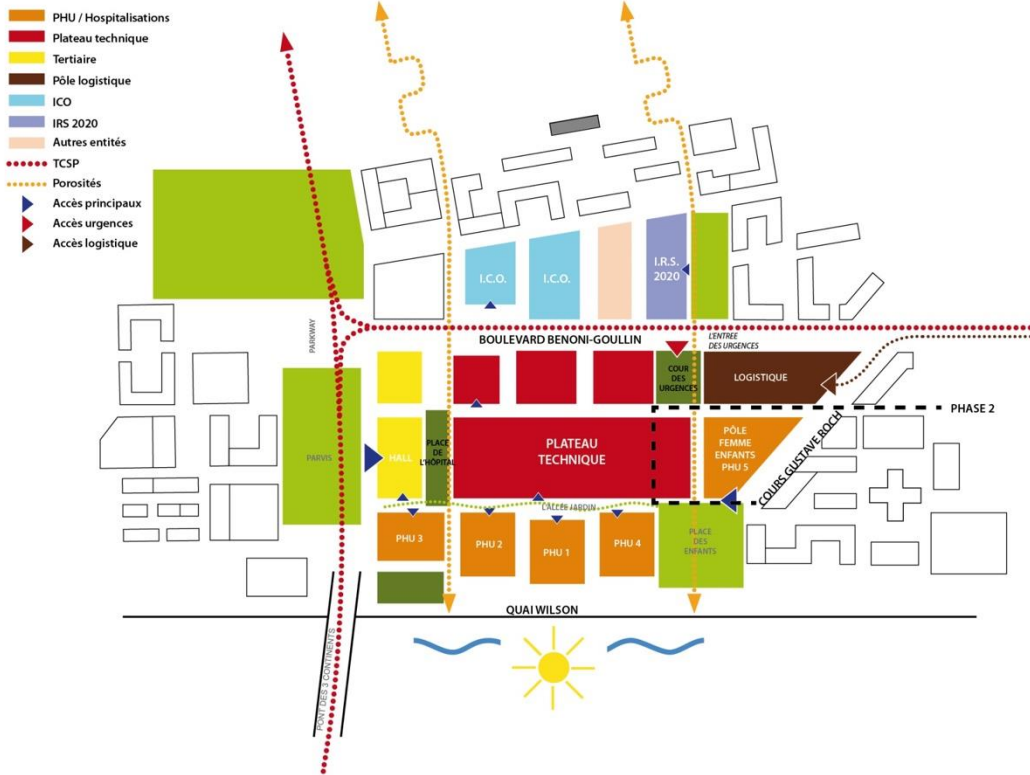 PHU / Hospitalisations
Plateau technique
Tertiaire
Pôle logistique
ICO
IRS 2020
Autres entités
TCSP
Porosités
Accès principaux
Accès urgences
Accès logistique
I.C.O.
I.C.O.
I.R.S.
2020
PARKWAY
BOULEVARD BENONI-GOULLIN
L'ENTREE
DES URGENCES
COUR
DES
URGENCES
LOGISTIQUE
PHASE 2
PARVIS
HALL
PLACE
DE
L'HÔPITAL
PLATEAU
TECHNIQUE
PÔLE
FEMME
ENFANTS
PHU 5
COURS GUSTAVE ROCH
L'ALLÉE JARDIN
PHU 3
PHU 2
PHU 1
PHU 4
PLACE
DES
ENFANTS
QUAI WILSON
PONT DES 3 CONTINENTS